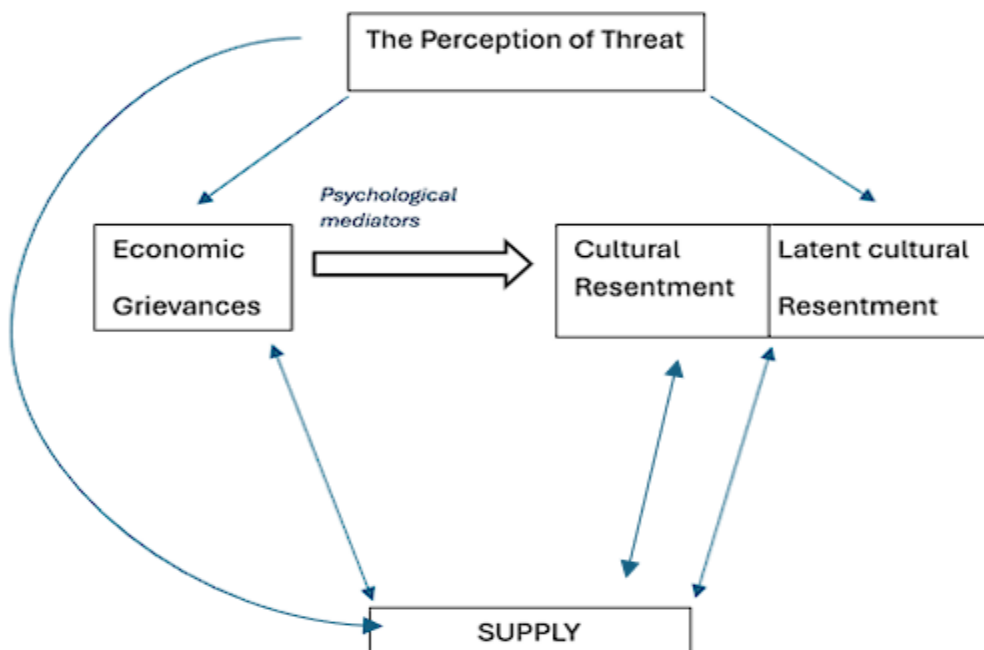 The Perception of Threat
Psychological
mediators
Economic
Grievances
Cultural
Resentment
Latent cultural
Resentment
SUPPLY